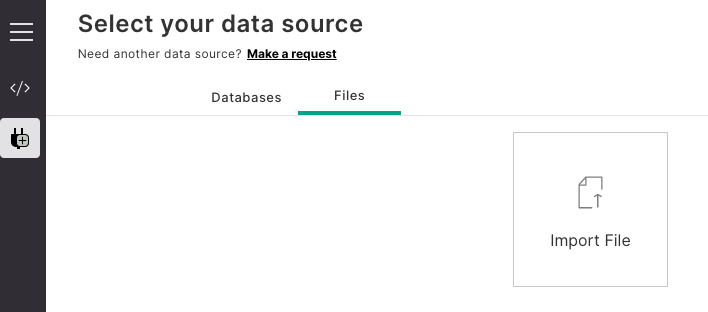 Select your data source
Need another data source? Make a request
Databases
Files
Import File